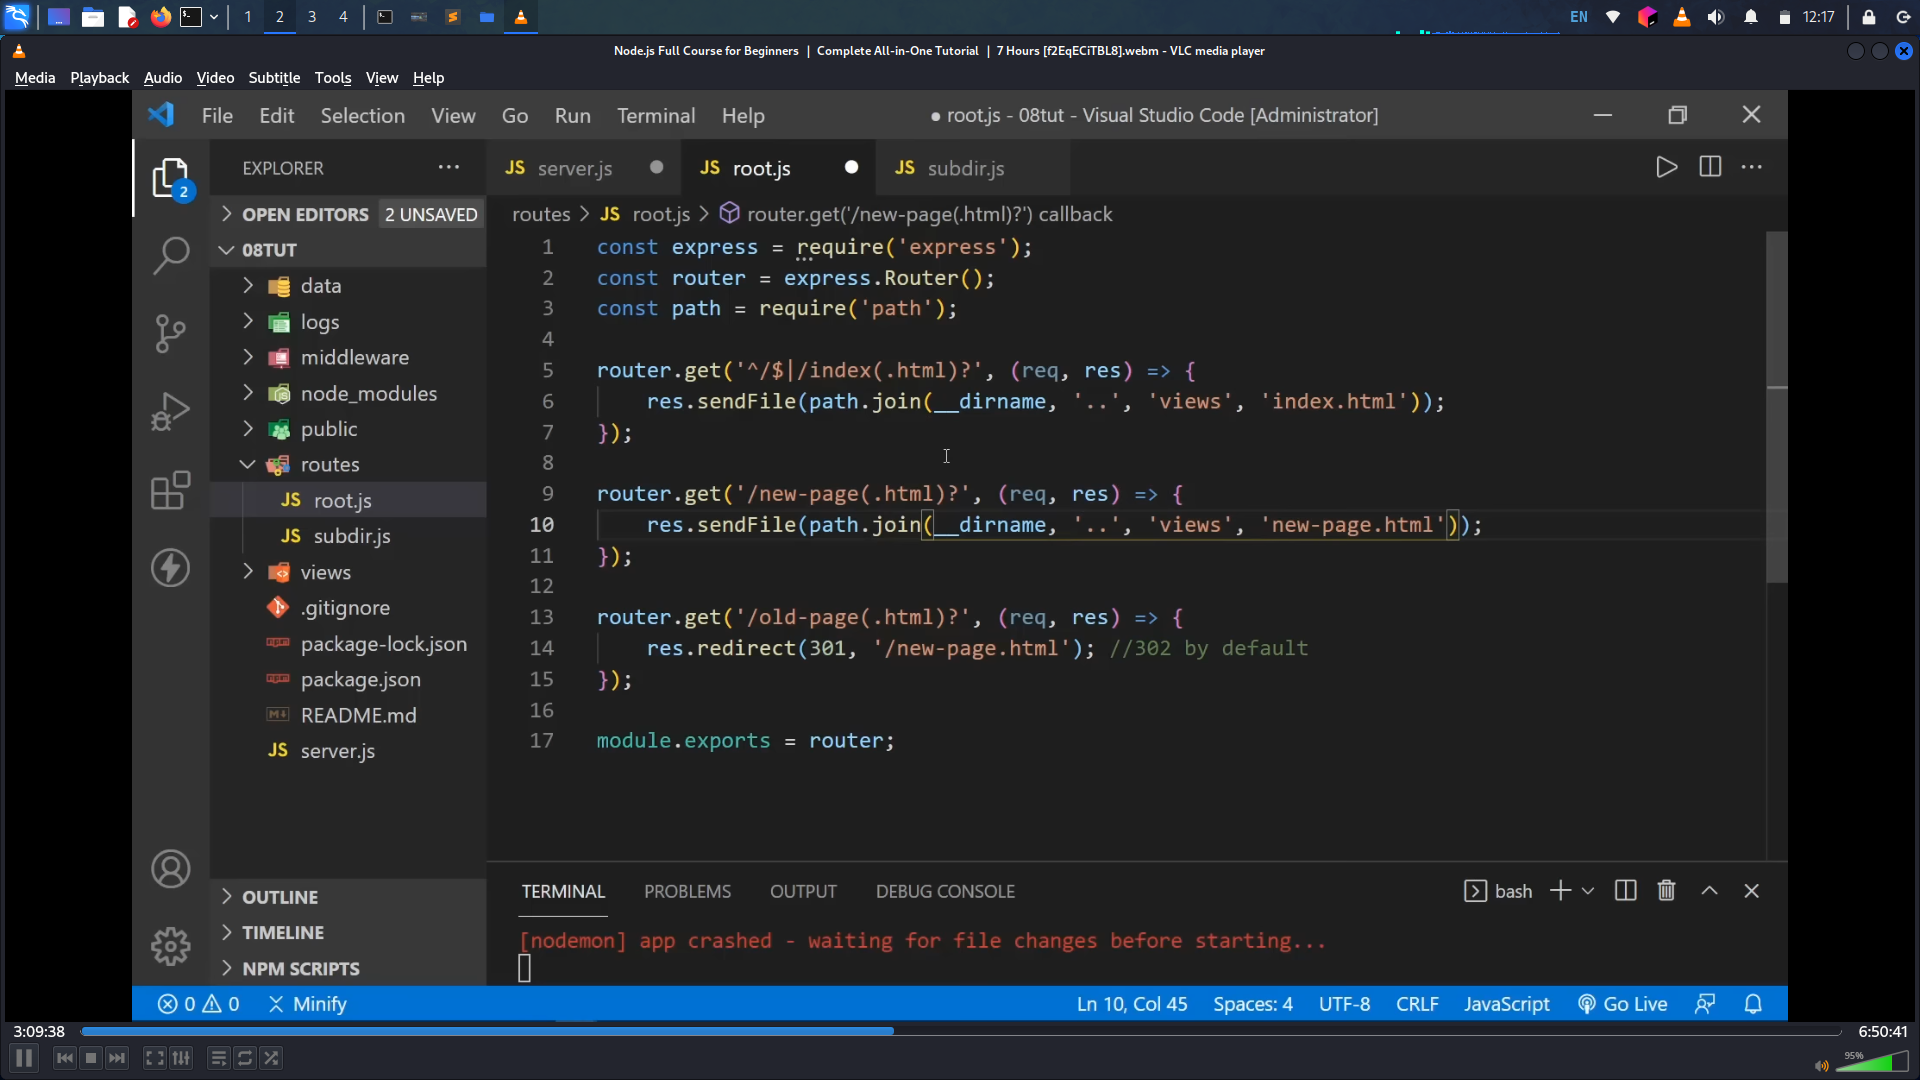 1 2 3 4 EN 12:17
Node.js Full Course for Beginners | Complete All-in-One Tutorial | 7 Hours [f2EqECiTBL8].webm - VLC media player
Media Playback Audio Video Subtitle Tools View Help
File Edit Selection View Go Run Terminal Help ● root.js - 08tut - Visual Studio Code [Administrator]
2
EXPLORER ···
OPEN EDITORS 2 UNSAVED
08TUT
data
logs
middleware
node_modules
public
routes
JS root.js
JS subdir.js
views
.gitignore
package-lock.json
package.json
README.md
JS server.js
OUTLINE
TIMELINE
NPM SCRIPTS
JS server.js JS root.js JS subdir.js
routes > JS root.js > router.get('/new-page(.html)?') callback
1 const express = require('express');
2 const router = express.Router();
3 const path = require('path');
4
5 router.get('^/$|/index(.html)?', (req, res) => {
6 res.sendFile(path.join(__dirname, '..', 'views', 'index.html'));
7 });
8
9 router.get('/new-page(.html)?', (req, res) => {
10 res.sendFile(path.join(__dirname, '..', 'views', 'new-page.html'));
11 });
12
13 router.get('/old-page(.html)?', (req, res) => {
14 res.redirect(301, '/new-page.html'); //302 by default
15 });
16
17 module.exports = router;
TERMINAL PROBLEMS OUTPUT DEBUG CONSOLE bash
[nodemon] app crashed - waiting for file changes before starting...
0 0 Minify Ln 10, Col 45 Spaces: 4 UTF-8 CRLF JavaScript Go Live
3:09:38 6:50:41
95%